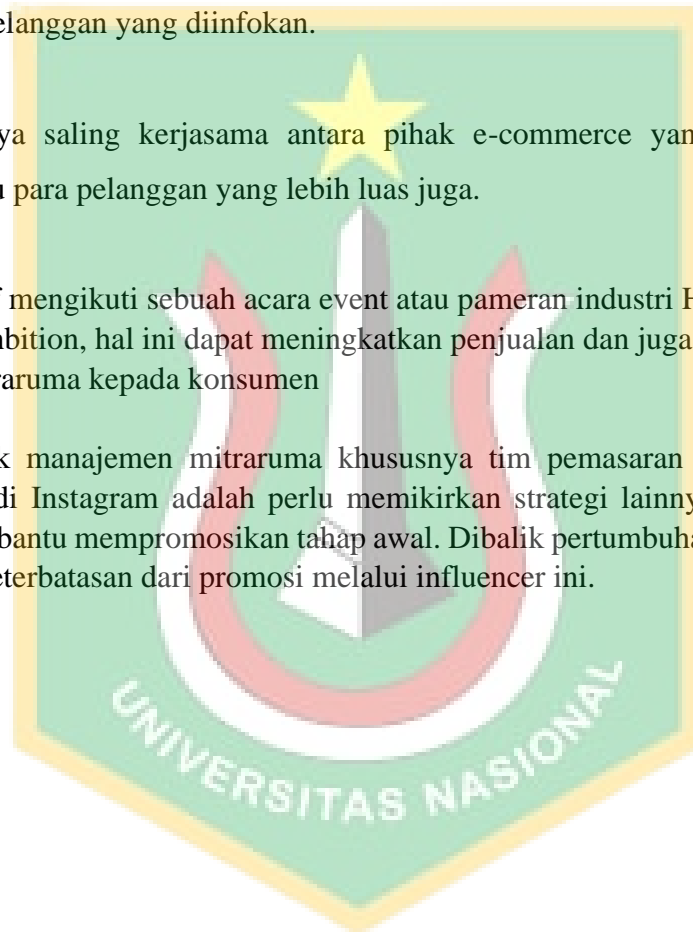 elanggan yang diinfokan.
ya saling kerjasama antara pihak e-commerce yan
u para pelanggan yang lebih luas juga.
f mengikuti sebuah acara event atau pameran industri H
nbition, hal ini dapat meningkatkan penjualan dan juga
raruma kepada konsumen
k manajemen mitraruma khususnya tim pemasaran
di Instagram adalah perlu memikirkan strategi lainny
bantu mempromosikan tahap awal. Dibalik pertumbuha
eterbatasan dari promosi melalui influencer ini.
UNIVERSITAS NASIONAL